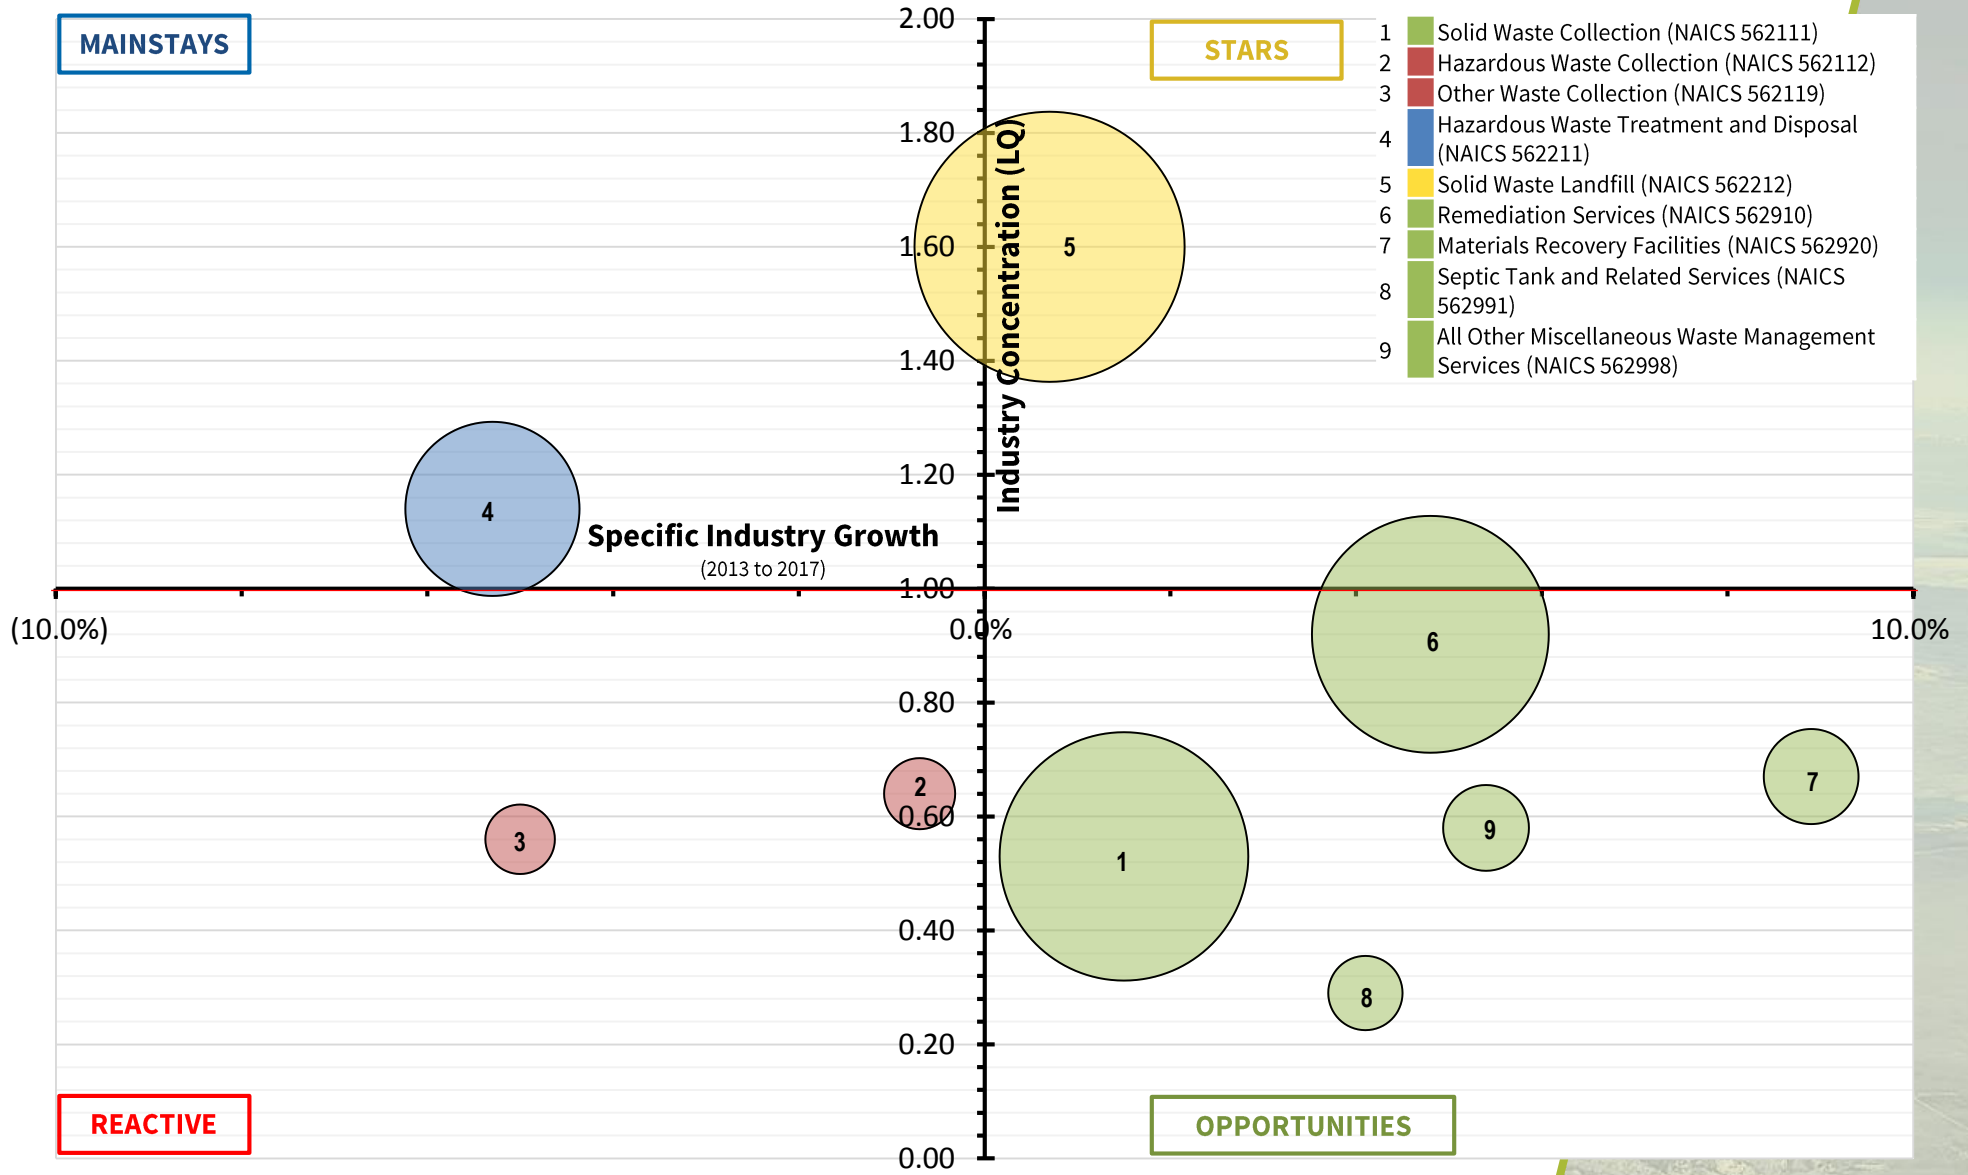 MAINSTAYS
STARS
1 Solid Waste Collection (NAICS 562111)
2 Hazardous Waste Collection (NAICS 562112)
3 Other Waste Collection (NAICS 562119)
4 Hazardous Waste Treatment and Disposal
(NAICS 562211)
5 Solid Waste Landfill (NAICS 562212)
6 Remediation Services (NAICS 562910)
7 Materials Recovery Facilities (NAICS 562920)
8 Septic Tank and Related Services (NAICS
562991)
9 All Other Miscellaneous Waste Management
Services (NAICS 562998)
2.00
1.80
1.60
1.40
1.20
1.00
0.80
0.60
0.40
0.20
0.00
Industry Concentration (LQ)
Specific Industry Growth
(2013 to 2017)
(10.0%)
0.0%
10.0%
5
4
6
7
2
9
3
1
8
REACTIVE
OPPORTUNITIES